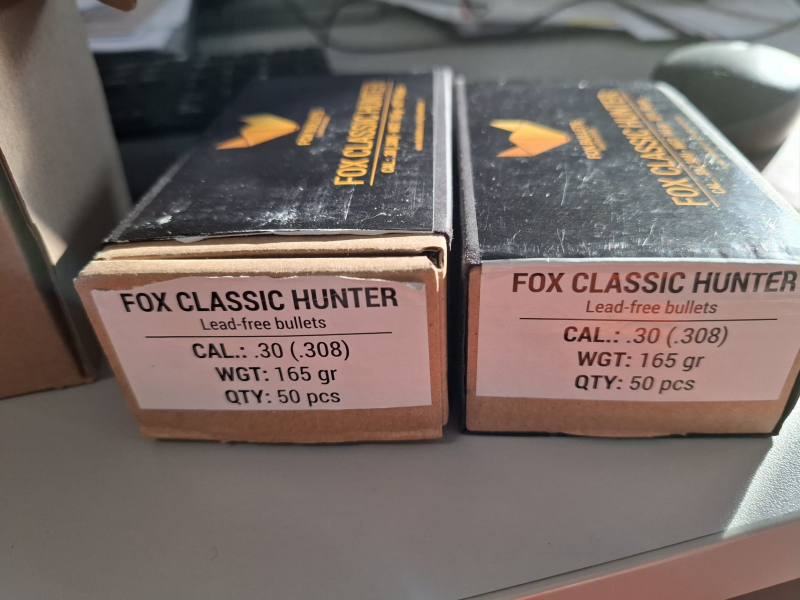 FOX CLASSIC HUNTER
FOX CLASSIC HUNTER
FOX CLASSIC HUNTER
Lead-free bullets
CAL.: .30 (.308)
WGT: 165 gr
QTY: 50 pcs
FOX CLASSIC HUNTER
Lead-free bullets
CAL.: .30 (.308)
WGT: 165 gr
QTY: 50 pcs